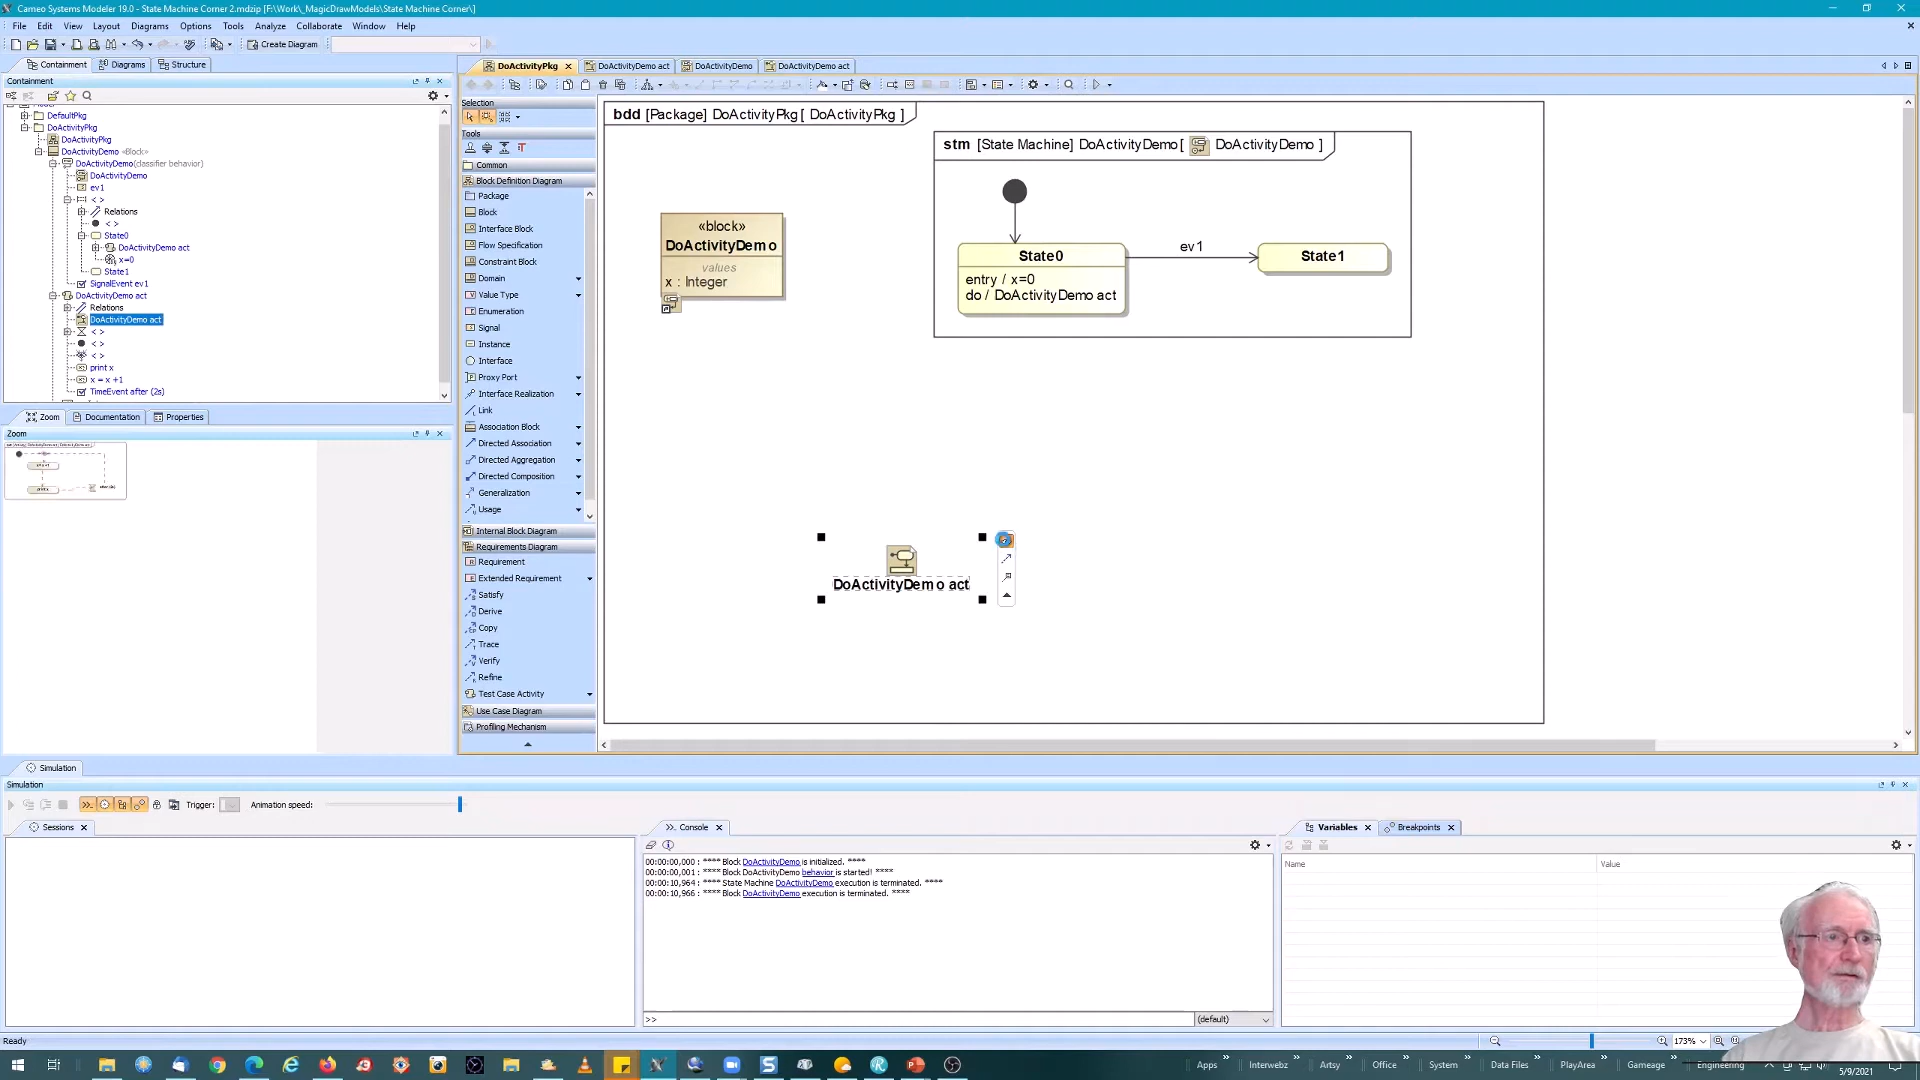 Cameo Systems Modeler 19.0 - State Machine Corner 2.mdzip [F:\Work\_MagicDrawModels\State Machine Corner\]
File Edit View Layout Diagrams Options Tools Analyze Collaborate Window Help
Create Diagram
Containment Diagrams Structure
DoActivityPkg DoActivityDemo act DoActivityDemo DoActivityDemo act
Containment
DefaultPkg
DoActivityPkg
DoActivityPkg
DoActivityDemo «Block»
DoActivityDemo(classifier behavior)
DoActivityDemo
ev1
< >
Relations
< >
State0
DoActivityDemo act
x=0
State1
SignalEvent ev1
DoActivityDemo act
Relations
DoActivityDemo act
< >
< >
< >
print x
x = x +1
TimeEvent after (2s)
Zoom Documentation Properties
Zoom
Selection
Tools
Common
Block Definition Diagram
Package
Block
Interface Block
Flow Specification
Constraint Block
Domain
Value Type
Enumeration
Signal
Instance
Interface
Proxy Port
Interface Realization
Link
Association Block
Directed Association
Directed Aggregation
Directed Composition
Generalization
Usage
Internal Block Diagram
Requirements Diagram
Requirement
Extended Requirement
Satisfy
Derive
Copy
Trace
Verify
Refine
Test Case Activity
Use Case Diagram
Profiling Mechanism
bdd [Package] DoActivityPkg[ DoActivityPkg ]
stm [State Machine] DoActivityDemo[ DoActivityDemo ]
«block»
DoActivityDemo
values
x : Integer
State0
entry / x=0
do / DoActivityDemo act
ev1
State1
DoActivityDemo act
Simulation
Simulation
Trigger: Animation speed:
Sessions
Console
00:00:00,000 : **** Block DoActivityDemo is initialized. ****
00:00:00,001 : **** Block DoActivityDemo behavior is started! ****
00:00:10,964 : **** State Machine DoActivityDemo execution is terminated. ****
00:00:10,966 : **** Block DoActivityDemo execution is terminated. ****
>>
(default)
Variables Breakpoints
Name Value
Ready
173%
Apps Interwebz Artsy Office System Data Files PlayArea Gameage Engineering
5/9/2021